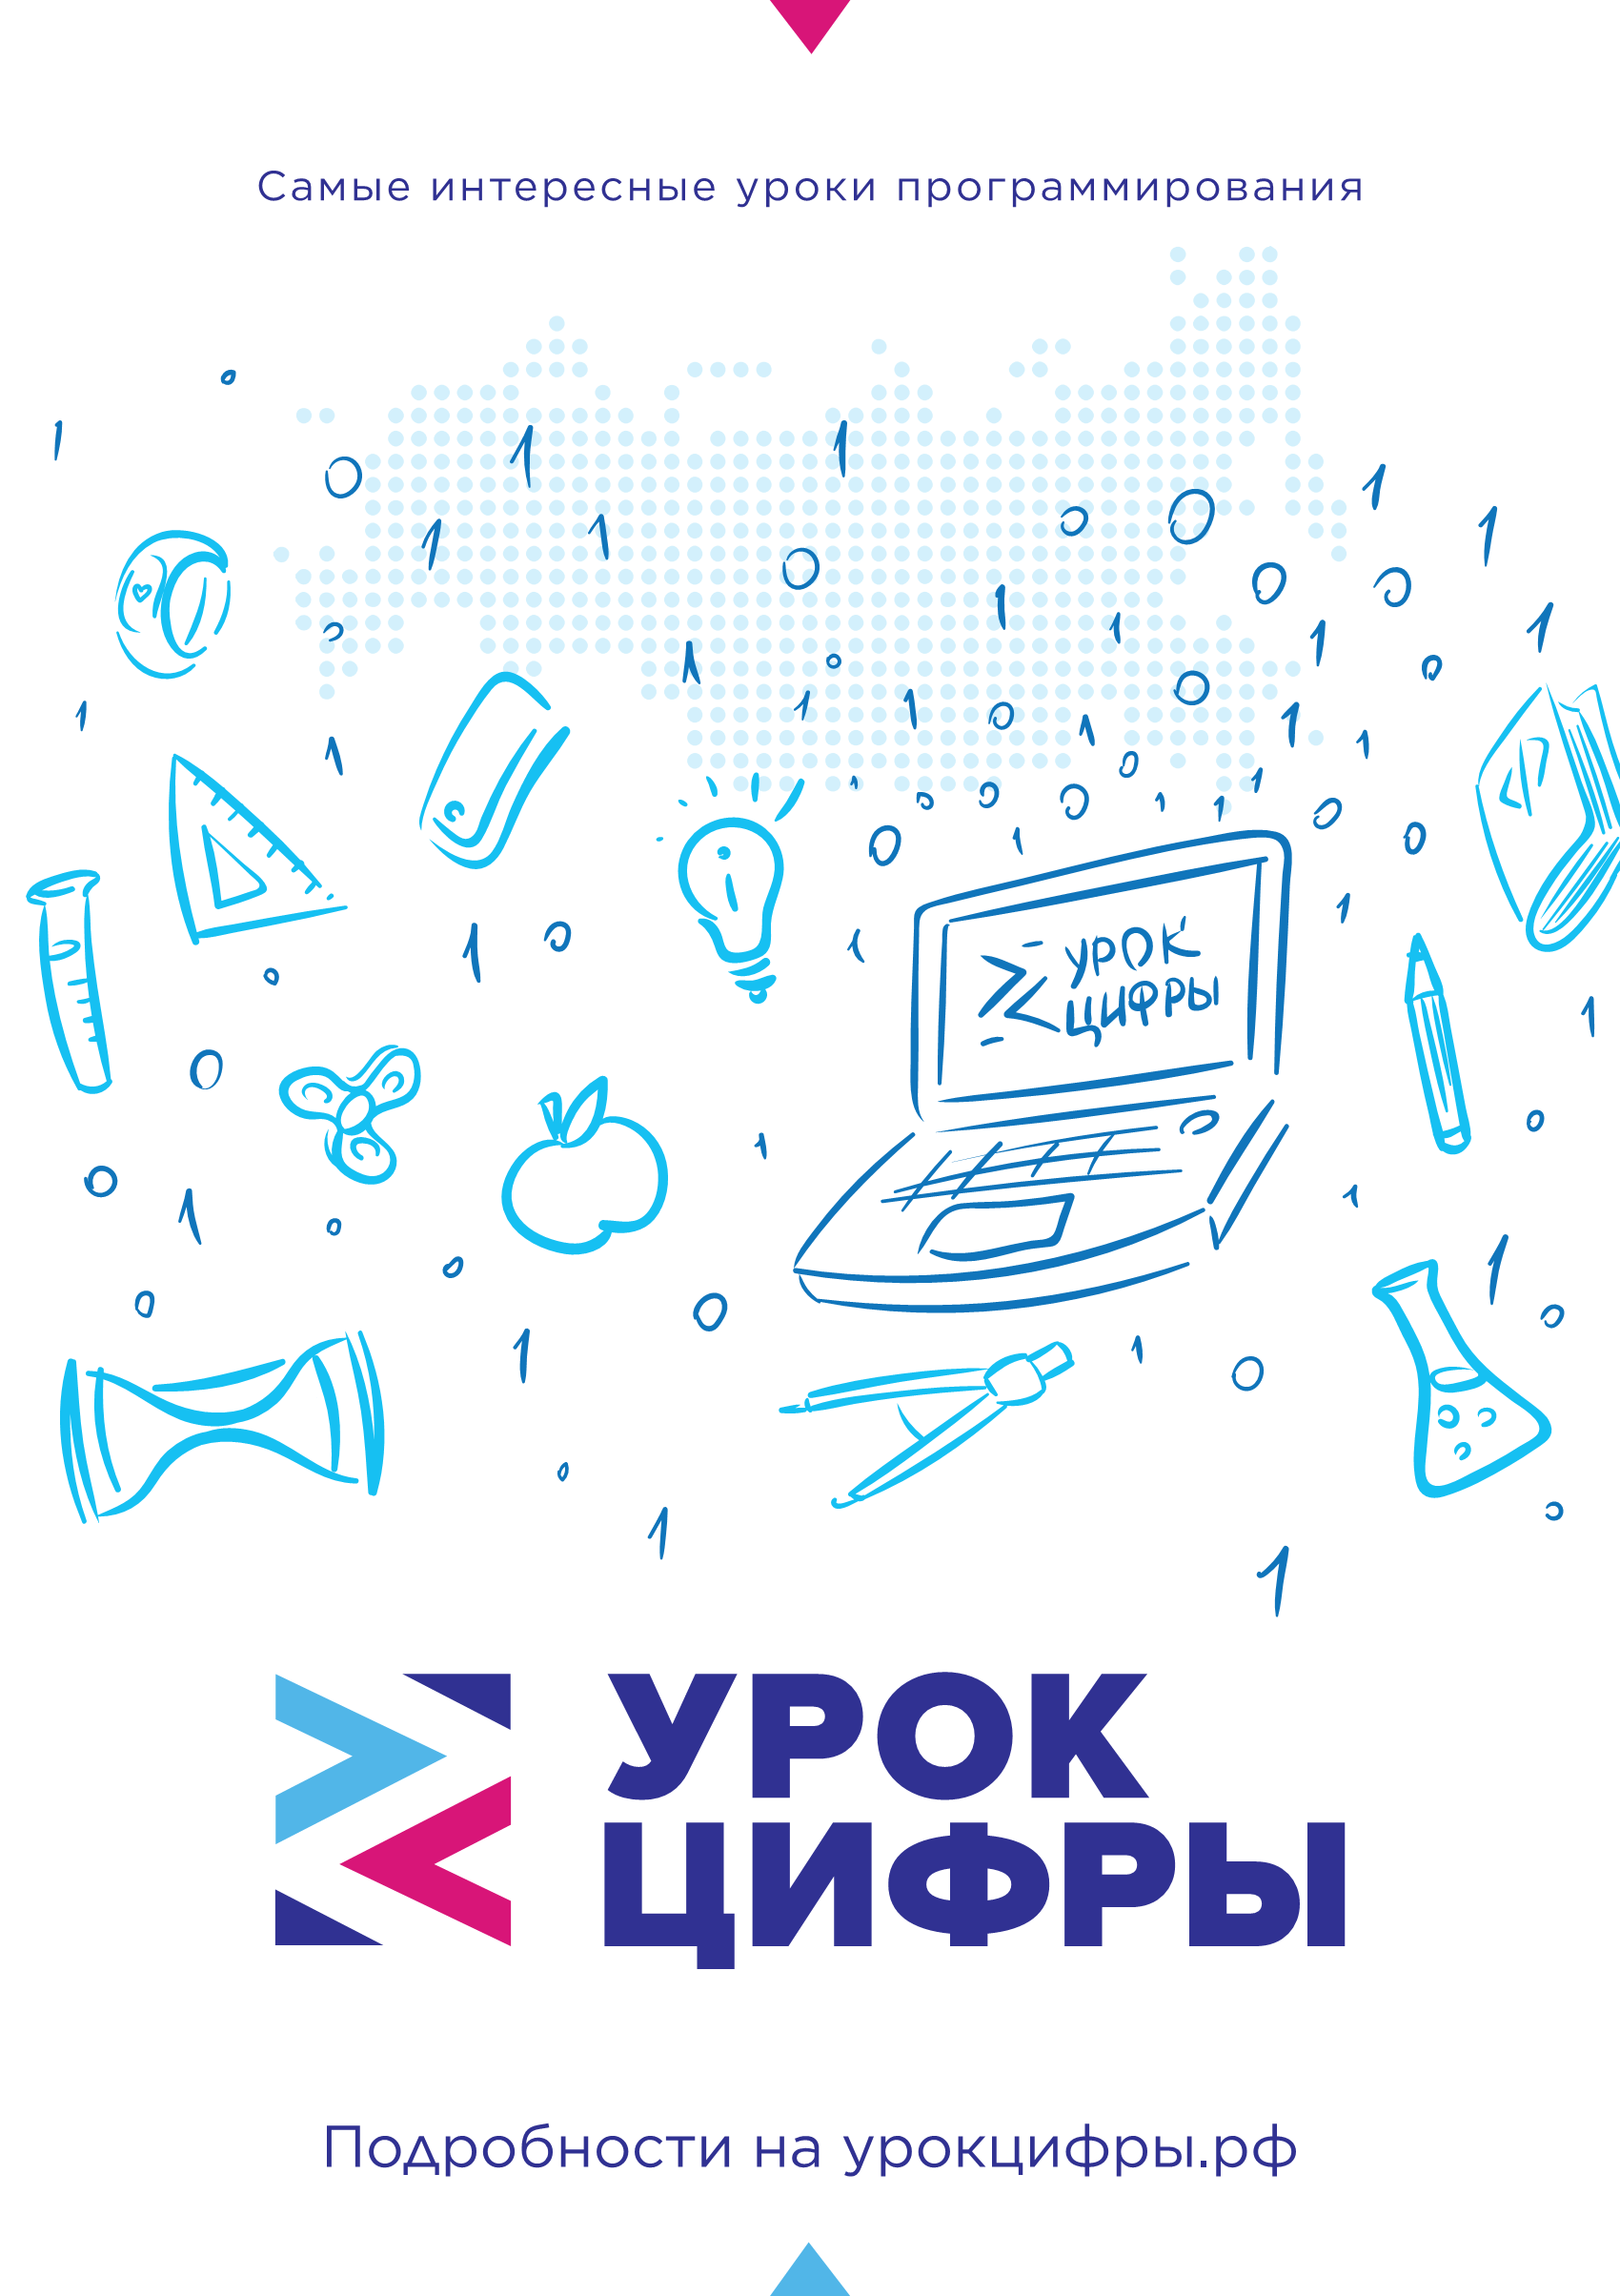 Самые интересные уроки программирования
УРОК
ЦИФРЫ
УРОК
ЦИФРЫ
Подробности на урокцифры.рф